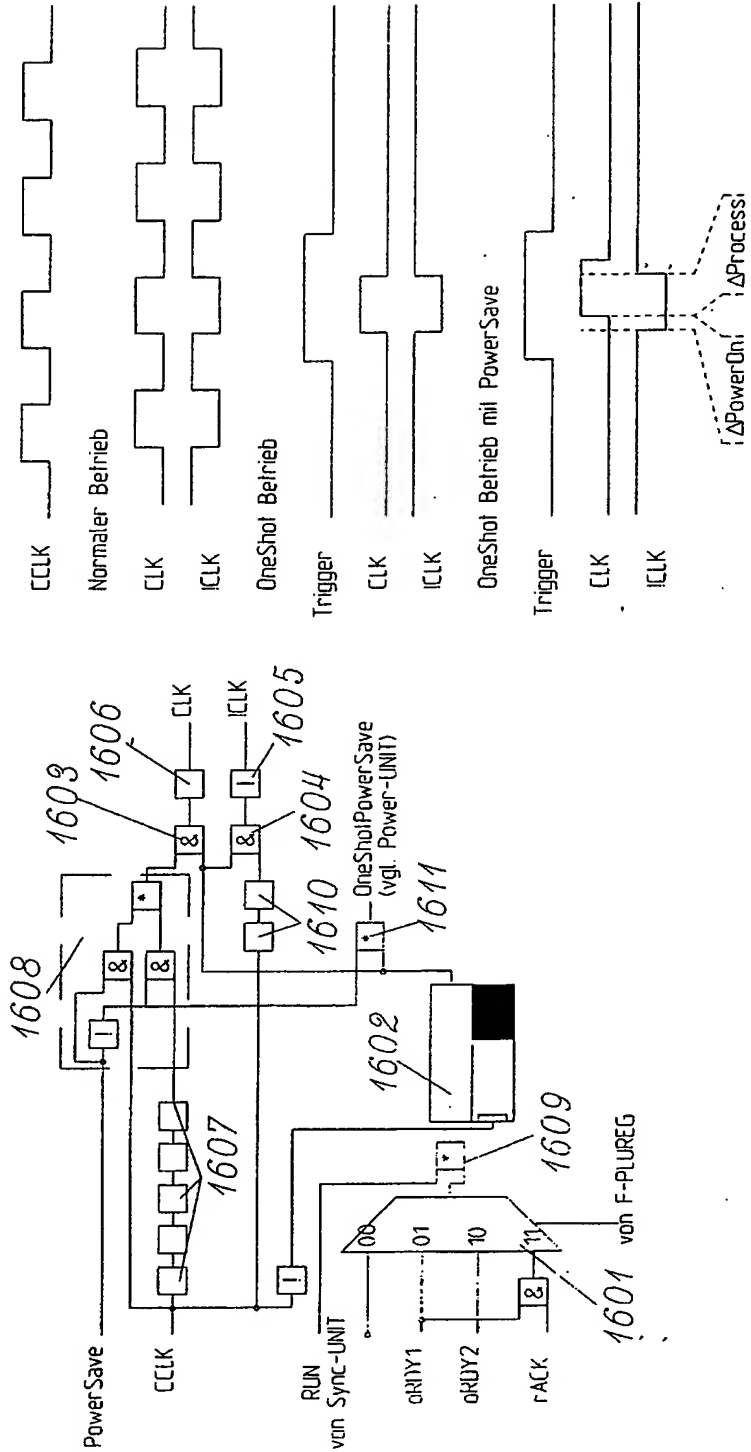 CCLK
Normaler Betrieb
CLK
!CLK
OneShot Betrieb
Trigger
CLK
!CLK
OneShot Betrieb mit PowerSave
Trigger
CLK
!CLK
ΔPowerOn
ΔProcess
PowerSave
CCLK
RUN
von Sync-UNIT
oRDY1
oRDY2
rACK
1608
!
&
&
*
1607
1603
&
1606
CLK
1604
&
!
1605
!CLK
1610
OneShotPowerSave
(vgl. Power-UNIT)
*
1611
1602
!
*
1609
00
01
10
11
&
von F-PLUREG
1601